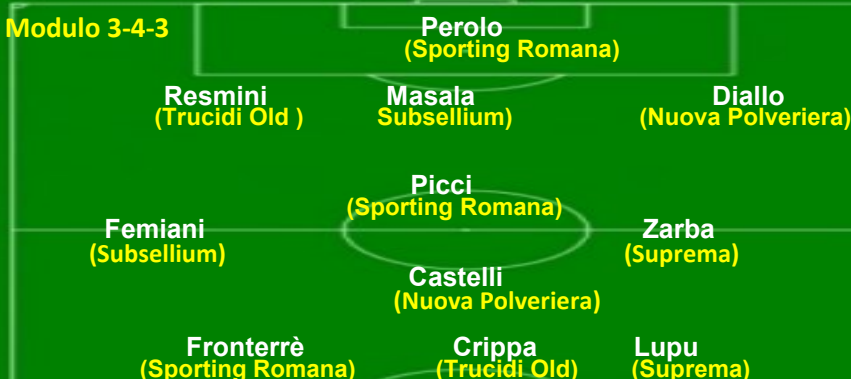 Modulo 3-4-3
Perolo
(Sporting Romana)
Resmini Masala Diallo
(Trucidi Old ) Subsellium) (Nuova Polveriera)
Picci
(Sporting Romana)
Femiani Zarba
(Subsellium) (Suprema)
Castelli
(Nuova Polveriera)
Fronterrè Crippa Lupu
(Sporting Romana) (Trucidi Old) (Suprema)